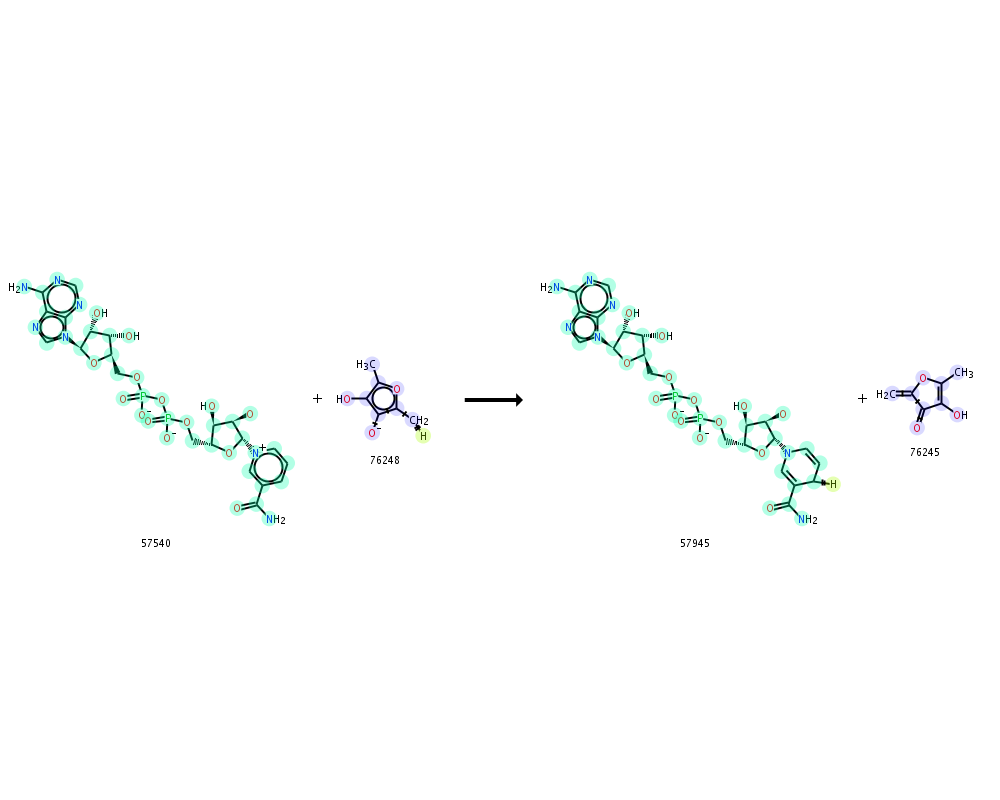 H₂N N N N N OH OH O O P O⁻ O O P O⁻ O O HO O O N⁺ O NH₂
57540
+
H₃C HO O O⁻ CH₂ H
76248
H₂N N N N N OH OH O O P O⁻ O O P O⁻ O O HO O O N H O NH₂
57945
+
H₂C O CH₃ OH O
76245